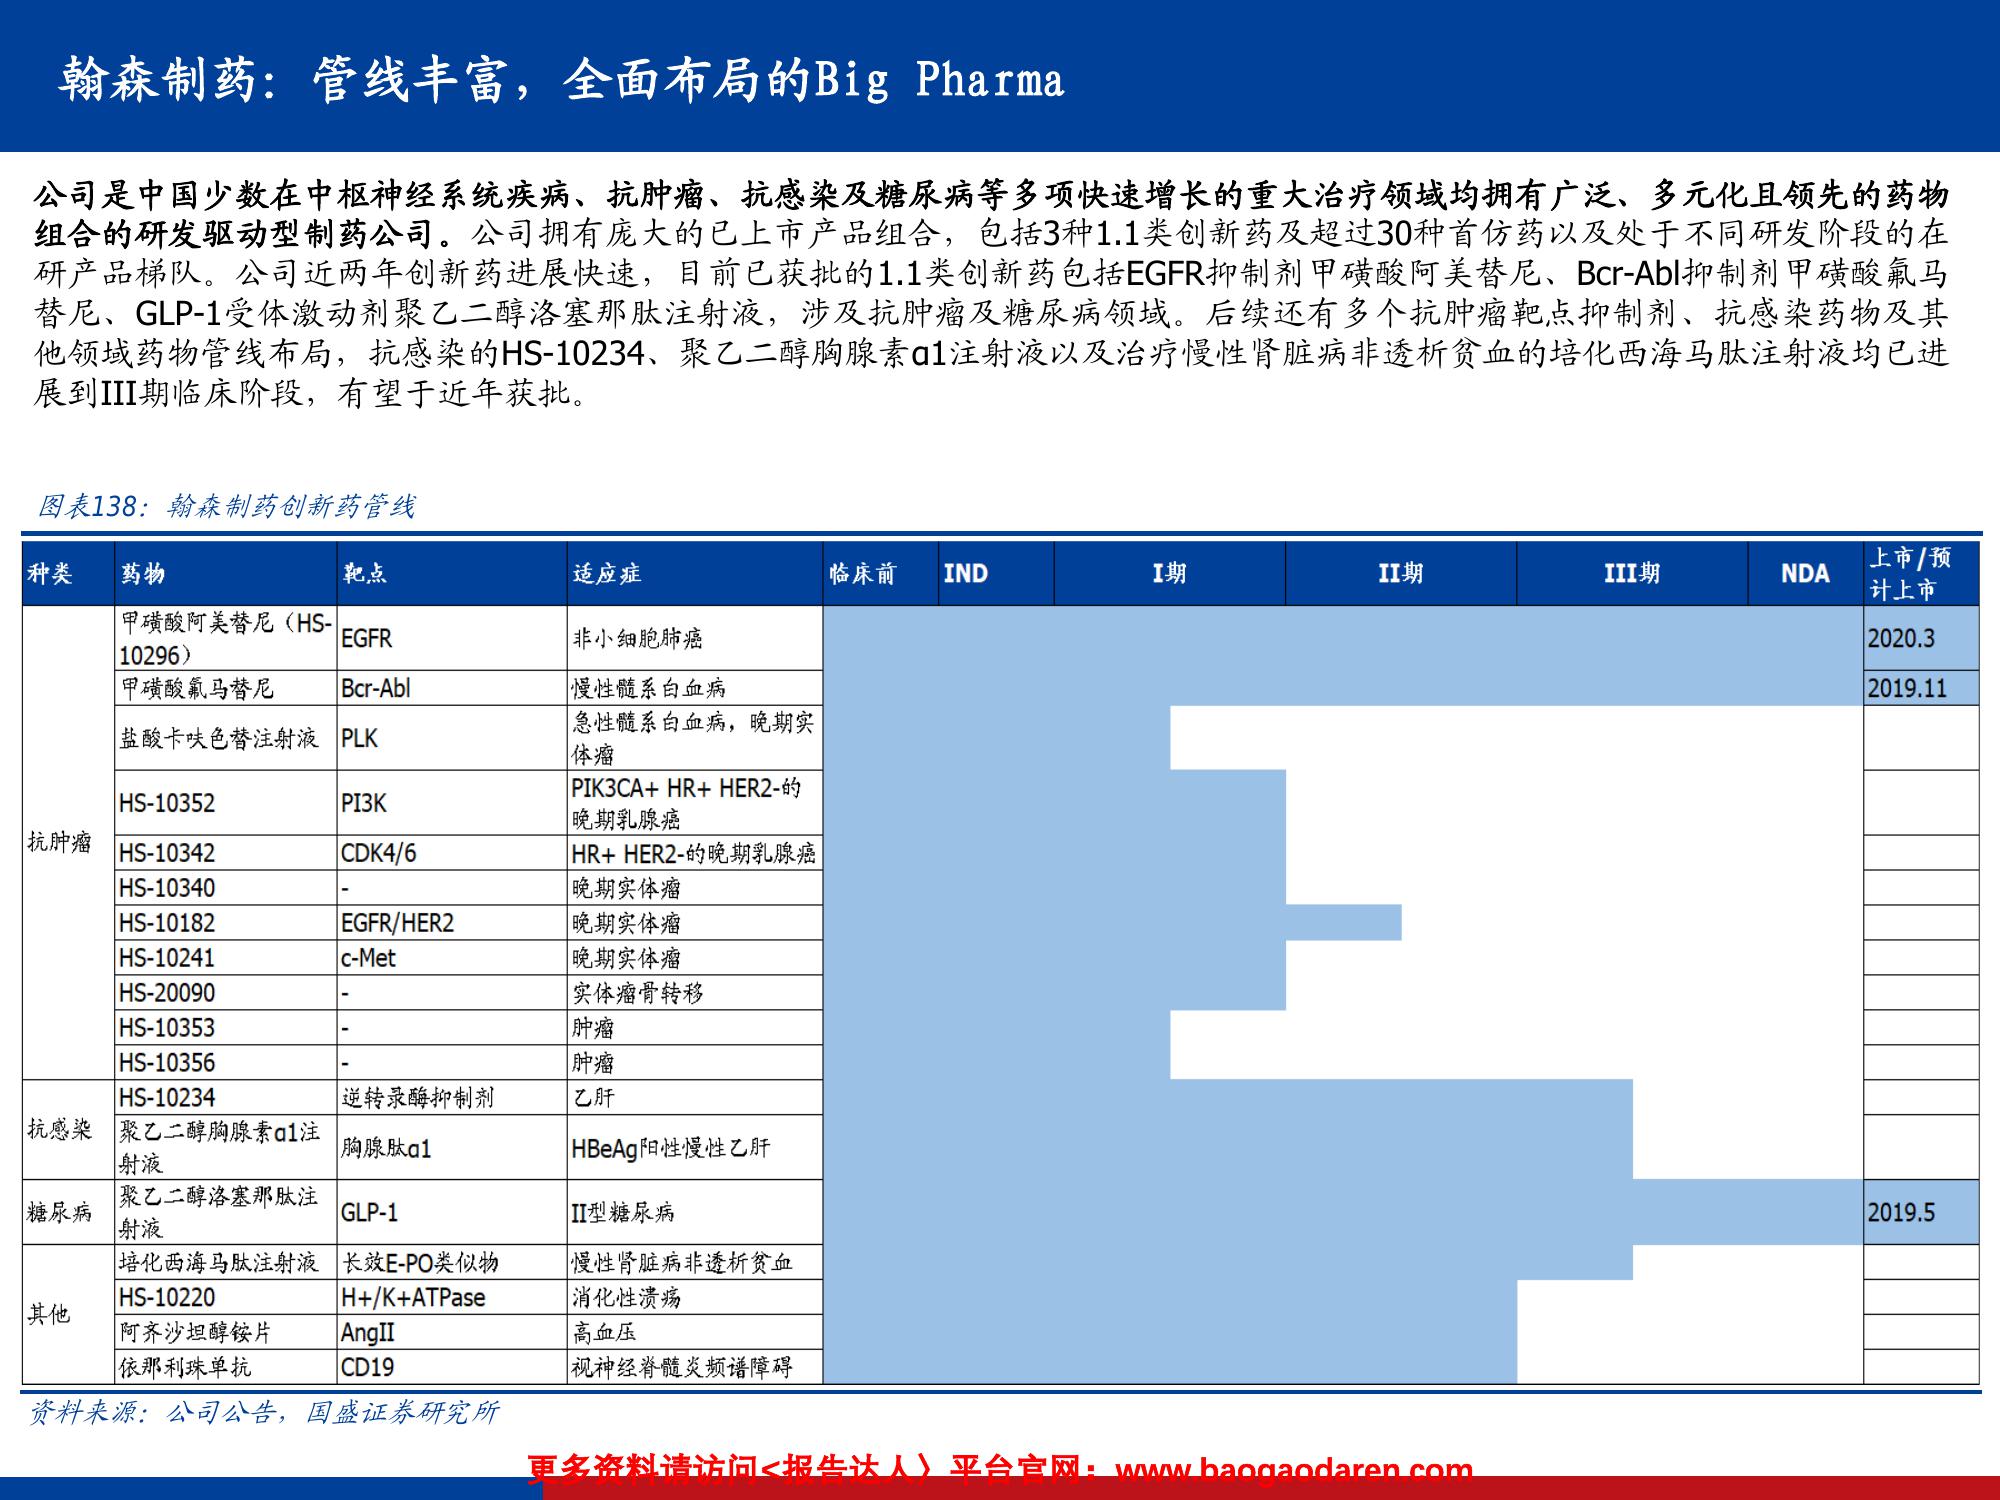 翰森制药：管线丰富，全面布局的Big Pharma
公司是中国少数在中枢神经系统疾病、抗肿瘤、抗感染及糖尿病等多项快速增长的重大治疗领域均拥有广泛、多元化且领先的药物
组合的研发驱动型制药公司。公司拥有庞大的已上市产品组合，包括3种1.1类创新药及超过30种首仿药以及处于不同研发阶段的在
研产品梯队。公司近两年创新药进展快速，目前已获批的1.1类创新药包括EGFR抑制剂甲磺酸阿美替尼、Bcr-Abl抑制剂甲磺酸氟马
替尼、GLP-1受体激动剂聚乙二醇洛塞那肽注射液，涉及抗肿瘤及糖尿病领域。后续还有多个抗肿瘤靶点抑制剂、抗感染药物及其
他领域药物管线布局，抗感染的HS-10234、聚乙二醇胸腺素α1注射液以及治疗慢性肾脏病非透析贫血的培化西海马肽注射液均已进
展到III期临床阶段，有望于近年获批。
图表138：翰森制药创新药管线
种类 药物 靶点 适应症 临床前 IND I期 II期 III期 NDA 上市/预
计上市
抗肿瘤
甲磺酸阿美替尼（HS-
10296） EGFR 非小细胞肺癌 2020.3
甲磺酸氟马替尼 Bcr-Abl 慢性髓系白血病 2019.11
盐酸卡呋色替注射液 PLK 急性髓系白血病，晚期实
体瘤
HS-10352 PI3K PIK3CA+ HR+ HER2-的
晚期乳腺癌
HS-10342 CDK4/6 HR+ HER2-的晚期乳腺癌
HS-10340 - 晚期实体瘤
HS-10182 EGFR/HER2 晚期实体瘤
HS-10241 c-Met 晚期实体瘤
HS-20090 - 实体瘤骨转移
HS-10353 - 肿瘤
HS-10356 - 肿瘤
抗感染
HS-10234 逆转录酶抑制剂 乙肝
聚乙二醇胸腺素α1注
射液 胸腺肽α1 HBeAg阳性慢性乙肝
糖尿病
聚乙二醇洛塞那肽注
射液 GLP-1 II型糖尿病 2019.5
其他
培化西海马肽注射液 长效E-PO类似物 慢性肾脏病非透析贫血
HS-10220 H+/K+ATPase 消化性溃疡
阿齐沙坦醇铵片 AngII 高血压
依那利珠单抗 CD19 视神经脊髓炎频谱障碍
资料来源：公司公告，国盛证券研究所
更多资料请访问<报告达人〉平台官网：www.baogaodaren.com